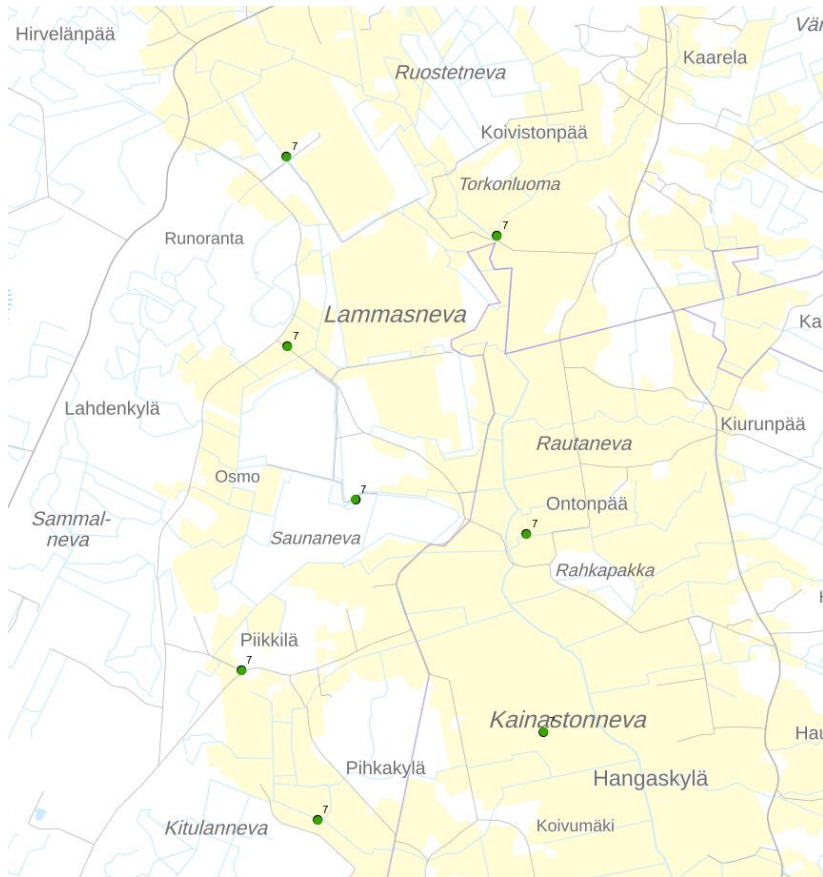 Hirvelänpää
Vär
Kaarela
Ruostetneva
Koivistonpää
7
Torkonluoma
7
Runoranta
Lammasneva
Ka
7
Lahdenkylä
Kiurunpää
Rautaneva
Osmo
7
Ontonpää
Sammal-
neva
7
Saunaneva
Rahkapakka
H
Piikkilä
7
Kainastonneva
7
Hau
Pihkakylä
Hangaskylä
7
Kitulanneva
Koivumäki